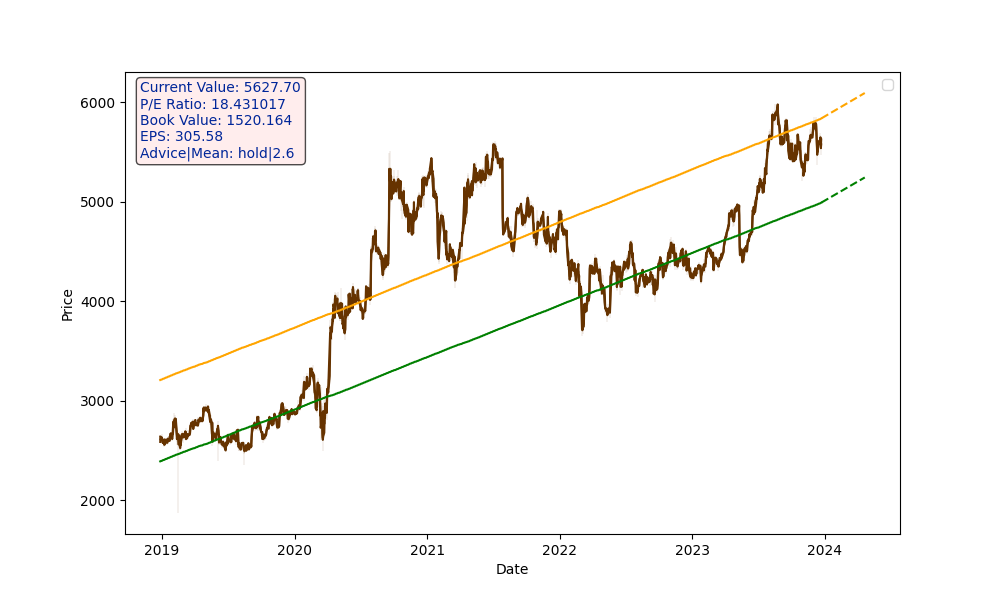 Current Value: 5627.70
P/E Ratio: 18.431017
Book Value: 1520.164
EPS: 305.58
Advice|Mean: hold|2.6
6000
5000
4000
3000
2000
Price
2019 2020 2021 2022 2023 2024
Date